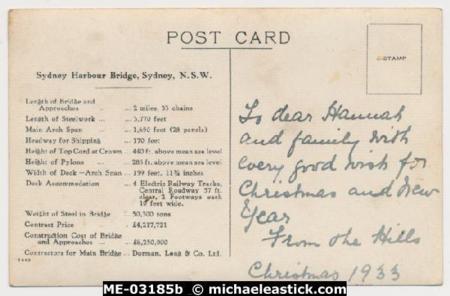 POST CARD
STAMP
Sydney Harbour Bridge, Sydney, N.S.W.
Length of Bridge and
Approaches .. .. 2 miles, 35 chains
Length of Steelwork .. 3,770 feet
Main Arch Span .. .. 1,650 feet (28 panels)
Headway for Shipping .. 170 feet
Height of Top Cord at Crown .. 440 ft. above mean sea level
Height of Pylons .. .. 285 ft. above mean sea level
Width of Deck—Arch Span .. 159 feet, 11¾ inches
Deck Accommodation .. 4 Electric Railway Tracks,
Central Roadway 57 ft.
clear, 2 Footways each
10 feet wide.
Weight of Steel in Bridge .. 50,300 tons
Contract Price .. .. £4,217,721
Construction Cost of Bridge
and Approaches .. .. £6,250,000
Contractors for Main Bridge .. Dorman, Long & Co. Ltd.
To dear Hannah
and family with
every good wish for
Christmas and New
Year
From the Hills
Christmas 1933
ME-03185b © michaeleastick.com